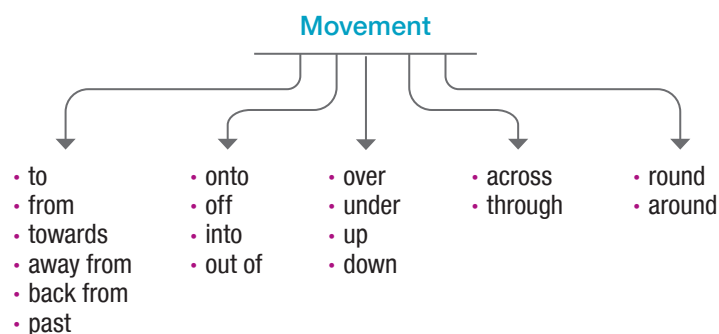 Movement
• to
• from
• towards
• away from
• back from
• past
• onto
• off
• into
• out of
• over
• under
• up
• down
• across
• through
• round
• around